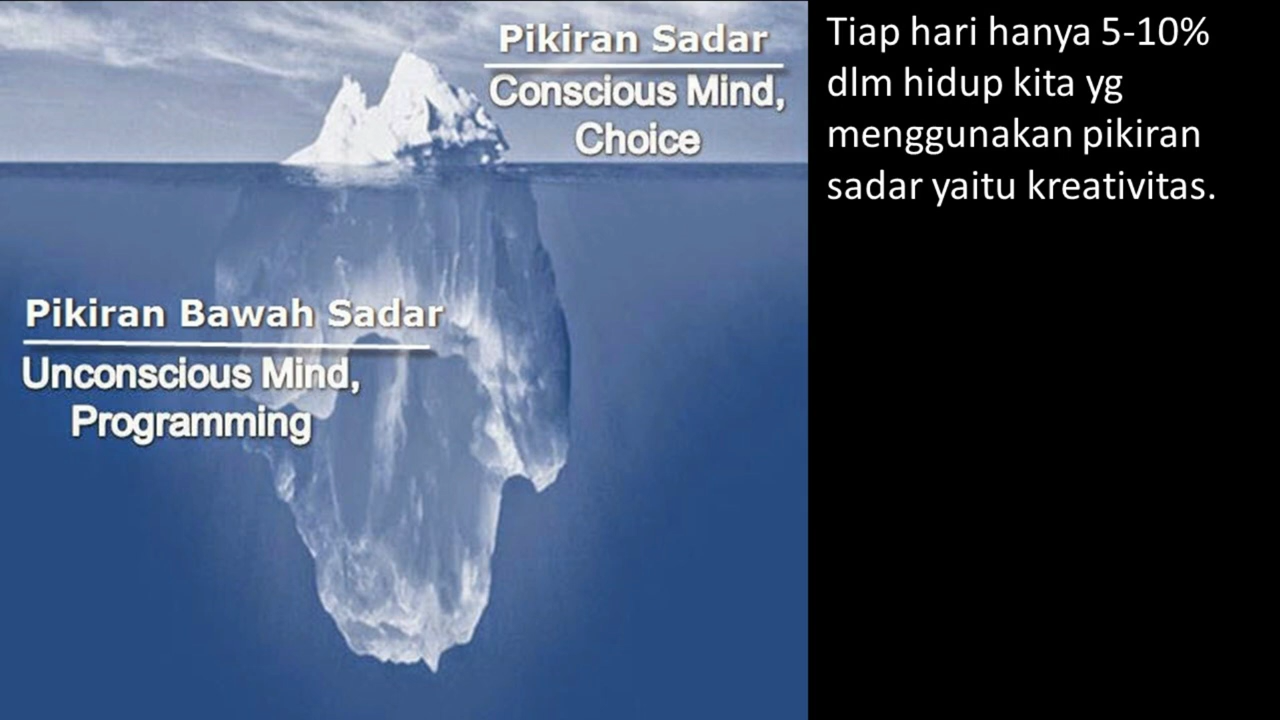 Pikiran Sadar
Conscious Mind,
Choice
Pikiran Bawah Sadar
Unconscious Mind,
Programming
Tiap hari hanya 5-10%
dlm hidup kita yg
menggunakan pikiran
sadar yaitu kreativitas.